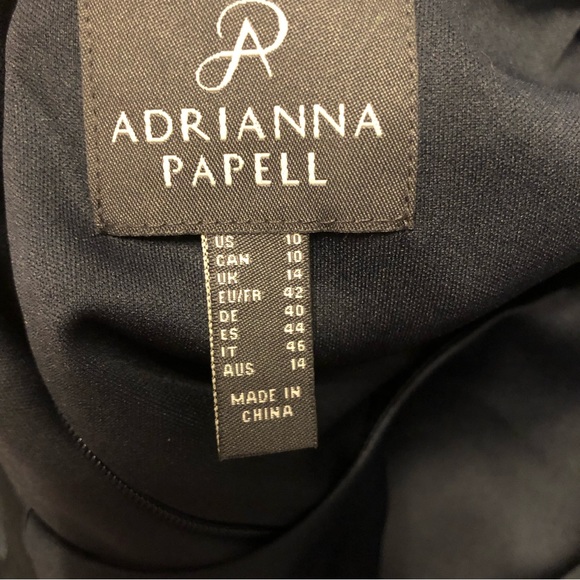 AP
ADRIANNA
PAPELL
US 10
CAN 10
UK 14
EU/FR 42
DE 40
ES 44
IT 46
AUS 14
MADE IN
CHINA